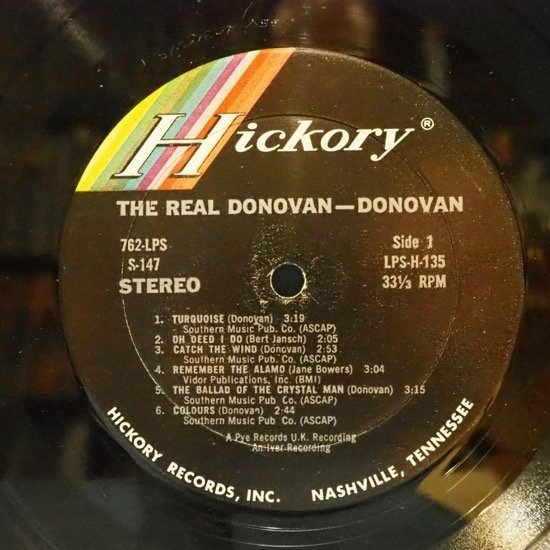 Hickory®
THE REAL DONOVAN—DONOVAN
762-LPS Side 1
S-147 LPS-H-135
STEREO 33⅓ RPM
1. TURQUOISE (Donovan) 3:19
Southern Music Pub. Co. (ASCAP)
2. OH DEED I DO (Bert Jansch) 2:05
3. CATCH THE WIND (Donovan) 2:53
Southern Music Pub. Co. (ASCAP)
4. REMEMBER THE ALAMO (Jane Bowers) 3:04
Vidor Publications, Inc. (BMI)
5. THE BALLAD OF THE CRYSTAL MAN (Donovan) 3:15
Southern Music Pub. Co. (ASCAP)
6. COLOURS (Donovan) 2:44
Southern Music Pub. Co. (ASCAP)
A Pye Records U.K. Recording
An Iver Recording
HICKORY RECORDS, INC. NASHVILLE, TENNESSEE